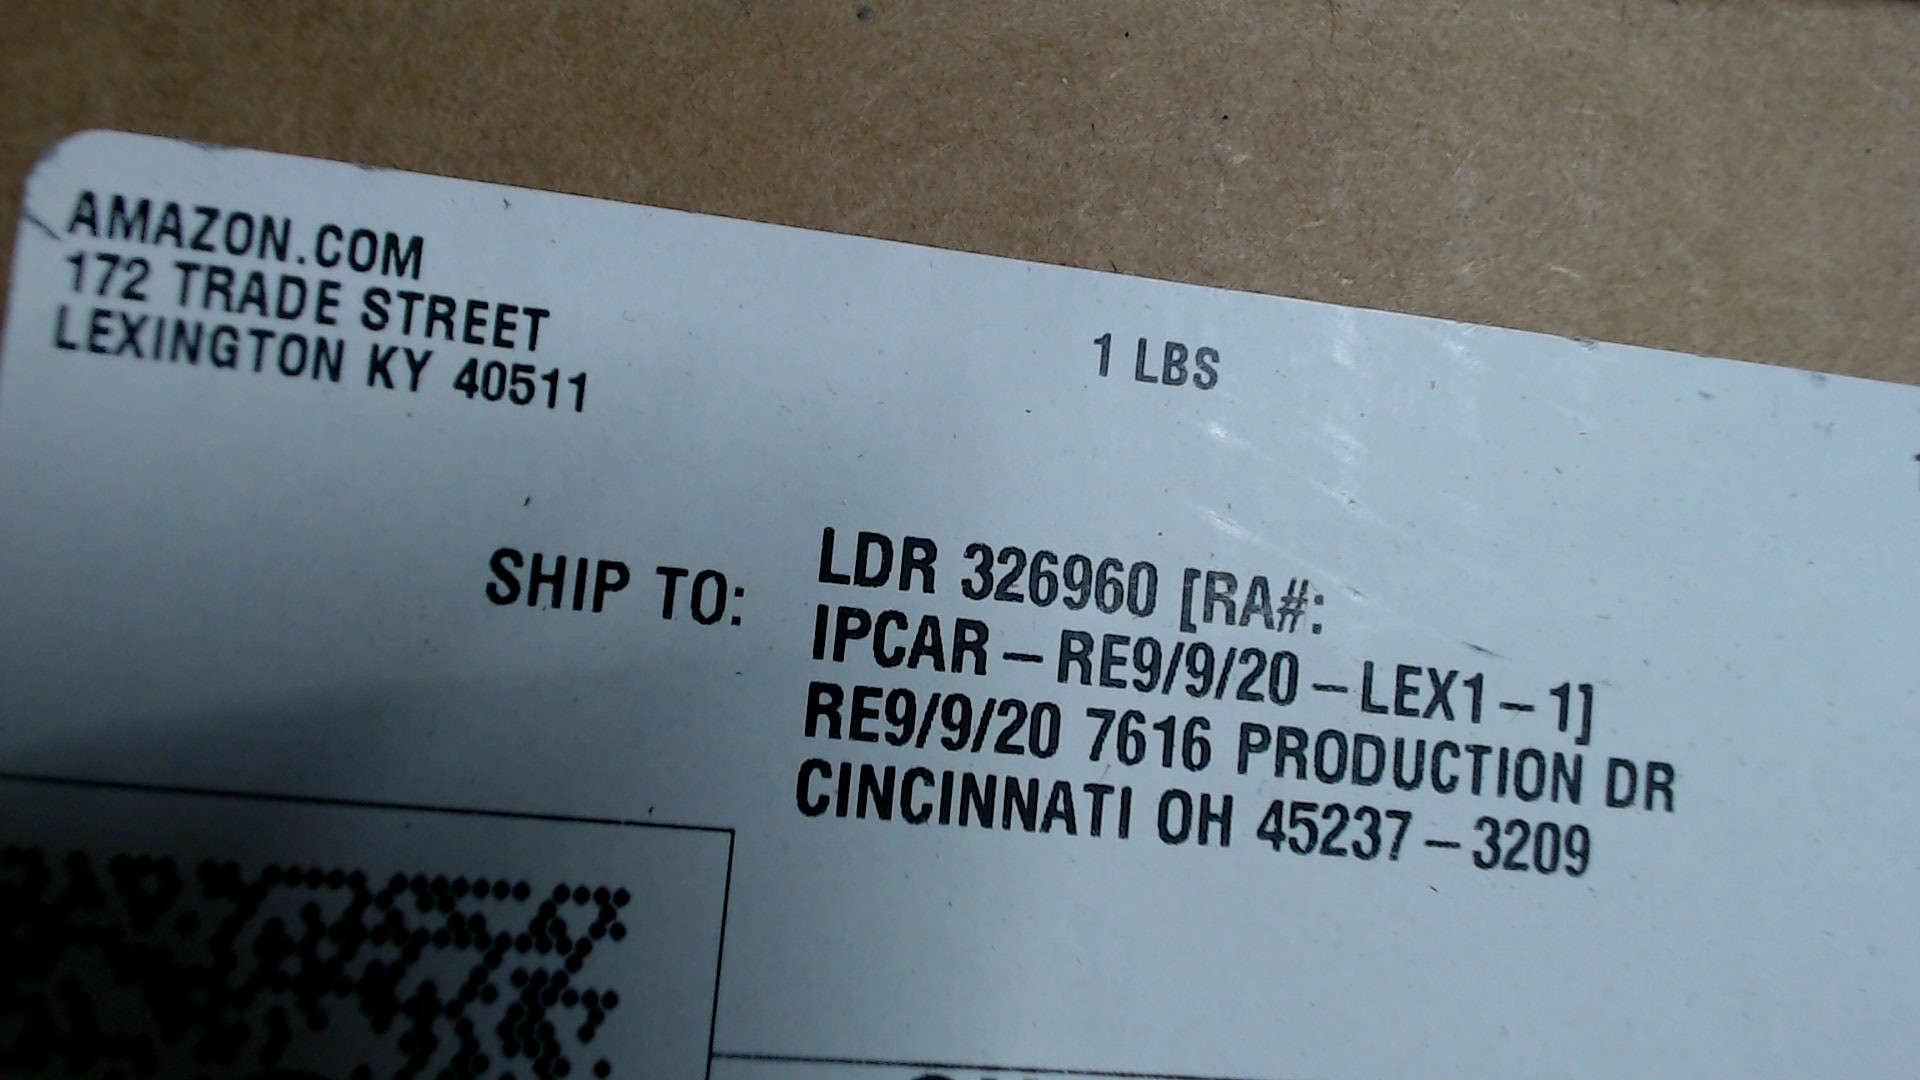 AMAZON.COM
172 TRADE STREET
LEXINGTON KY 40511
1 LBS
SHIP TO:
LDR 326960 [RA#:
IPCAR–RE9/9/20–LEX1–1]
RE9/9/20 7616 PRODUCTION DR
CINCINNATI OH 45237–3209